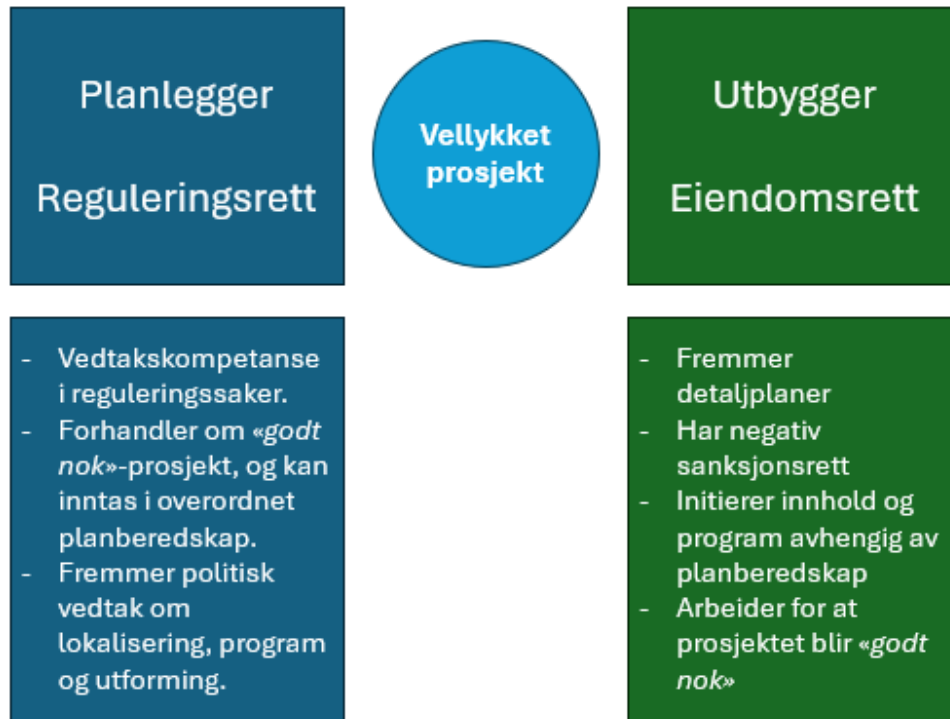 Planlegger
Reguleringsrett
Vellykket
prosjekt
Utbygger
Eiendomsrett
- Vedtakskompetanse
i reguleringssaker.
- Forhandler om «godt
nok»-prosjekt, og kan
inntas i overordnet
planberedskap.
- Fremmer politisk
vedtak om
lokalisering, program
og utforming.
- Fremmer
detaljplaner
- Har negativ
sanksjonsrett
- Initierer innhold og
program avhengig av
planberedskap
- Arbeider for at
prosjektet blir «godt
nok»